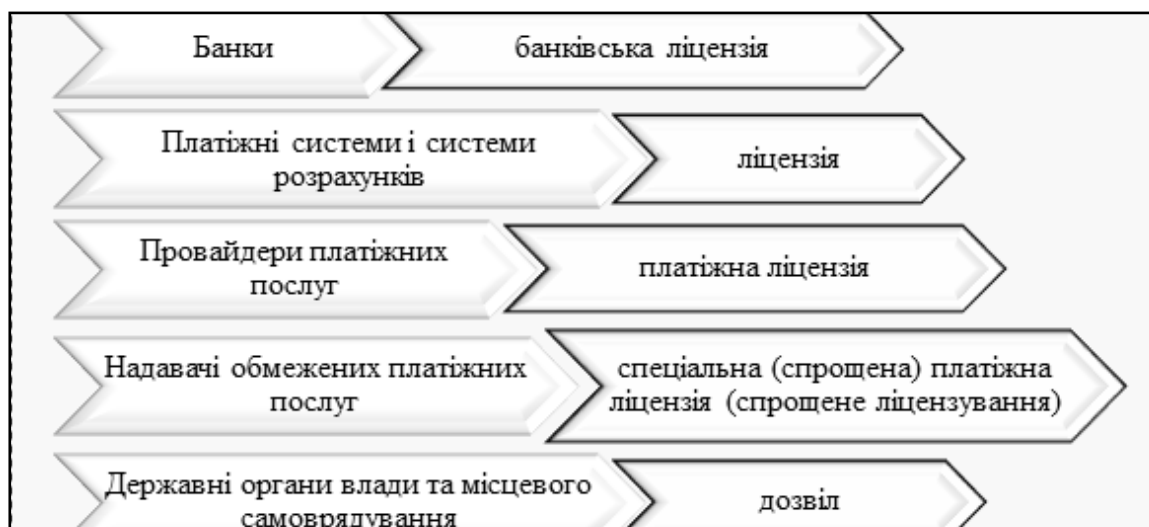 Банки
банківська ліцензія
Платіжні системи і системи
розрахунків
ліцензія
Провайдери платіжних
послуг
платіжна ліцензія
Надавачі обмежених платіжних
послуг
спеціальна (спрощена) платіжна
ліцензія (спрощене ліцензування)
Державні органи влади та місцевого
самоврядування
дозвіл